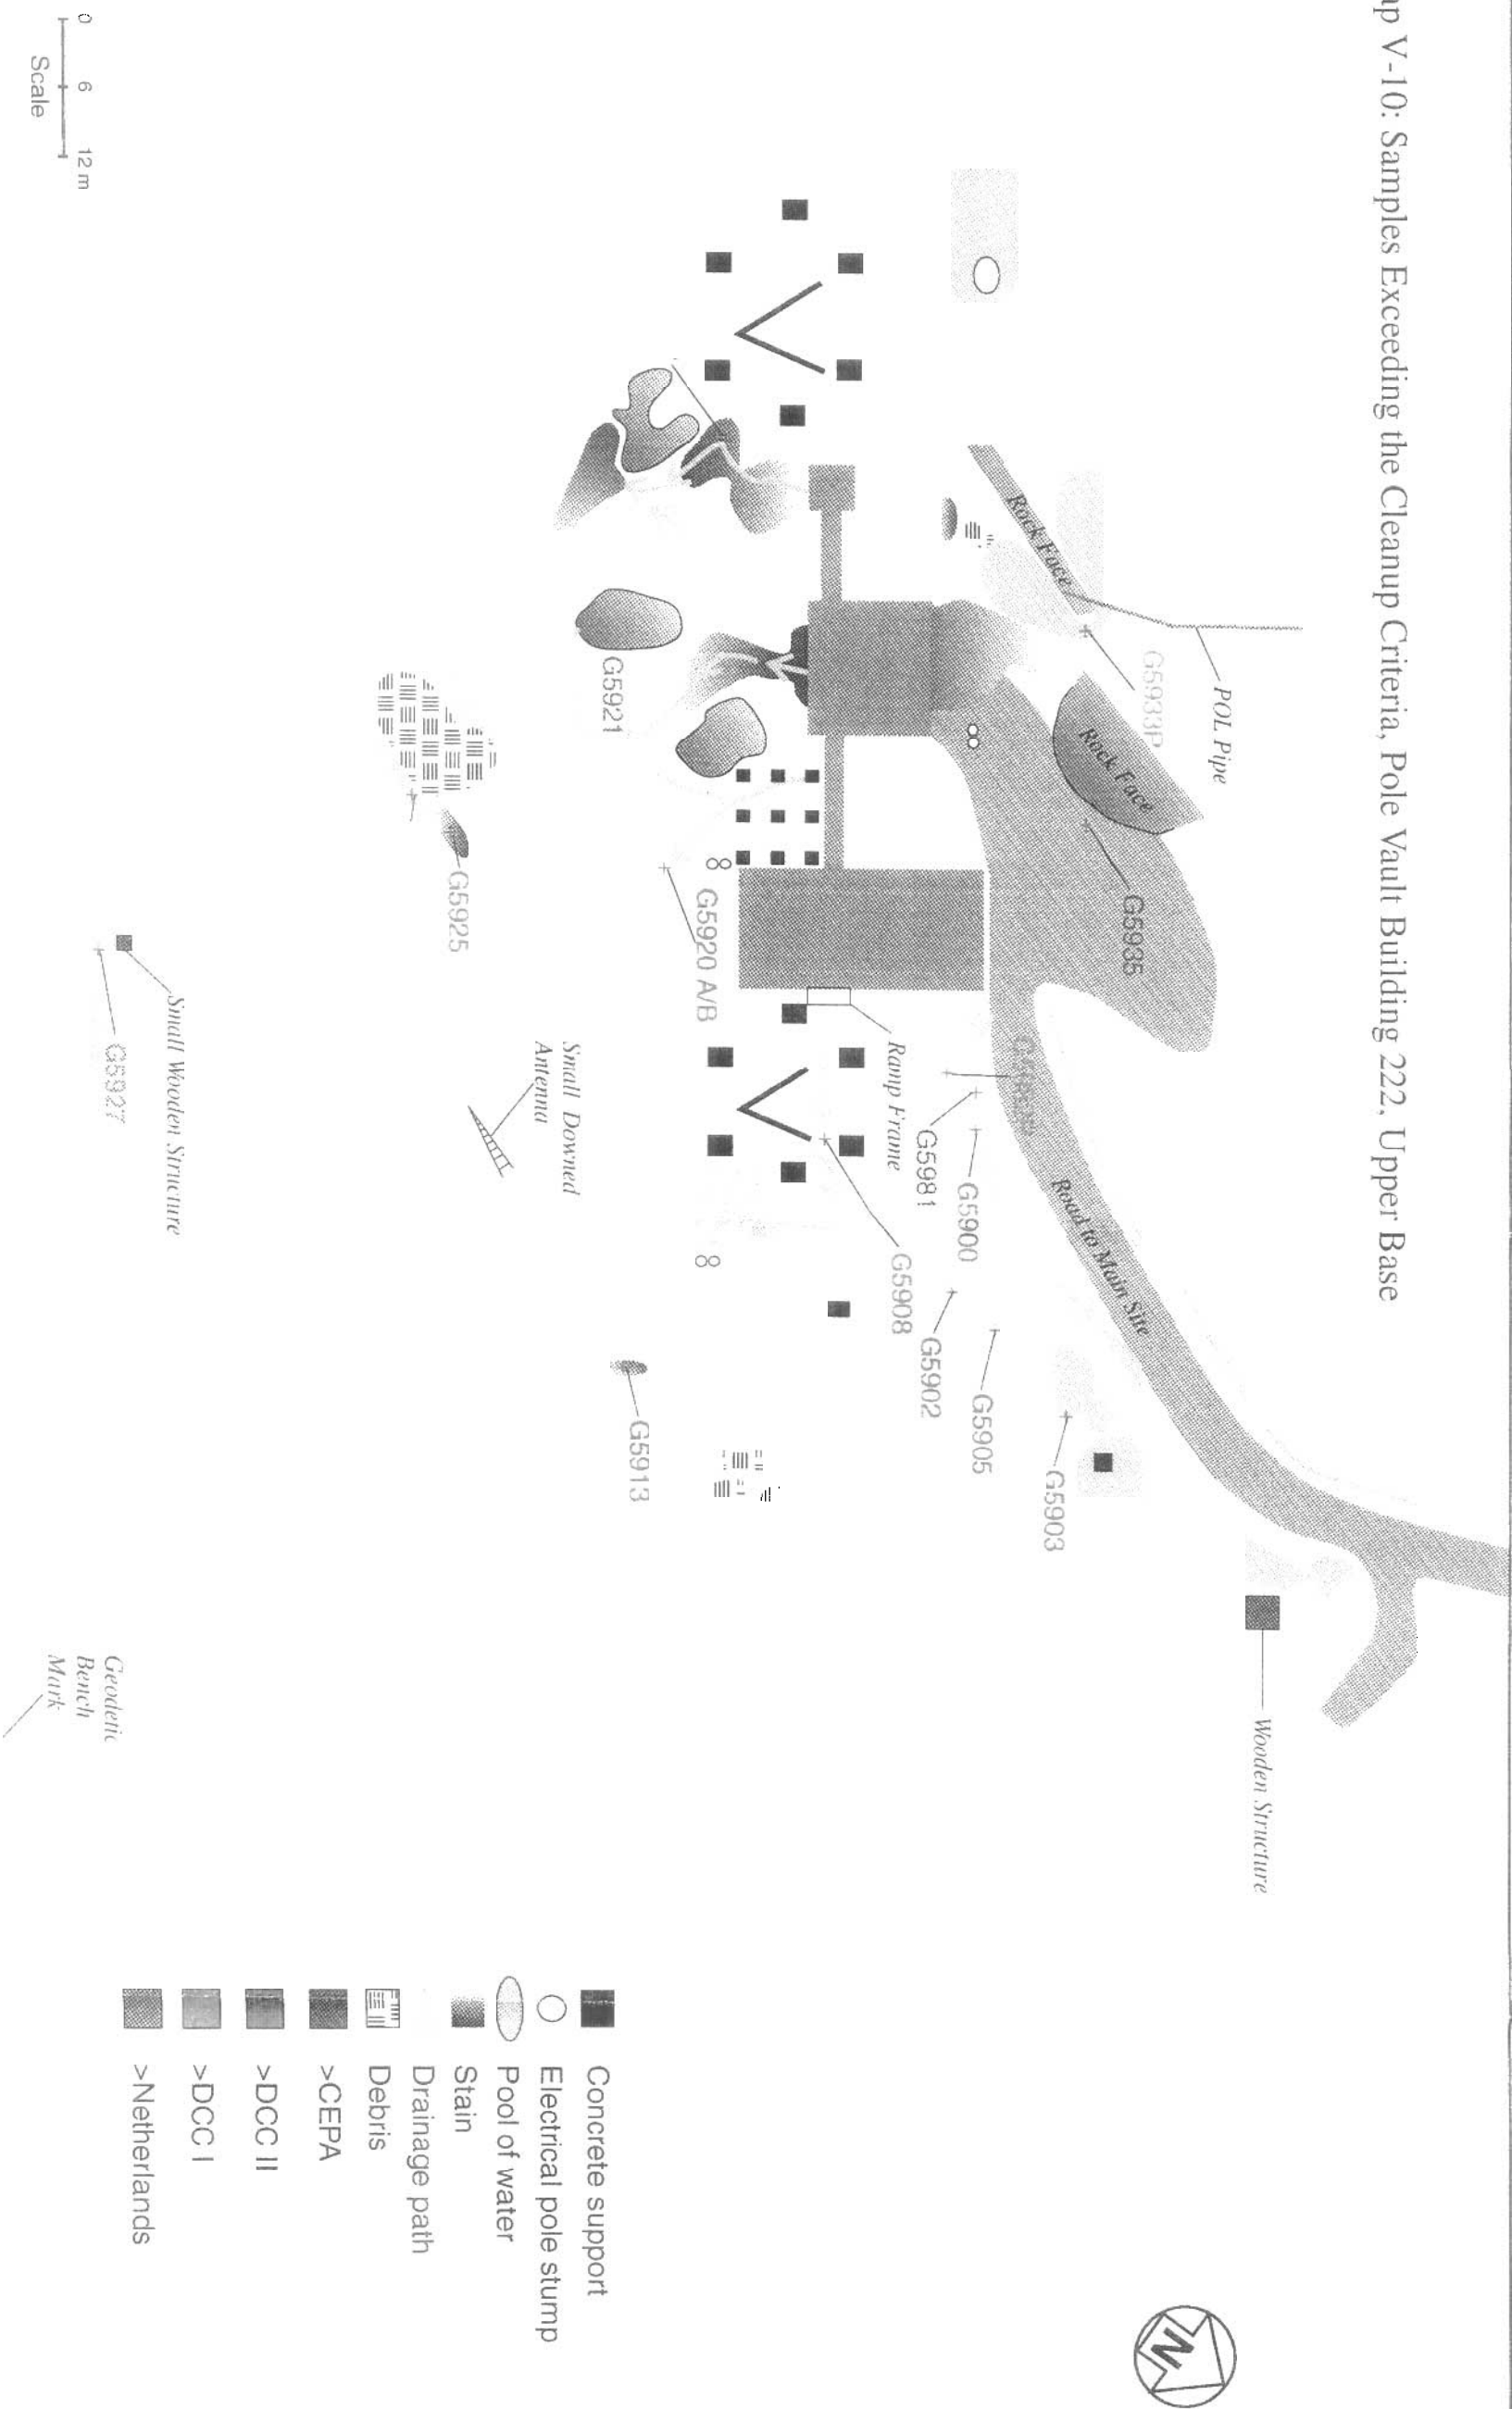 V-10: Samples Exceeding the Cleanup Criteria, Pole Vault Building 222, Upper Base
POL Pipe
G5933P
Rock Face
Rock Face
G5935
Road to Main Site
Wooden Structure
G5903
G5905
G5902
G5900
G5981
G5908
Ramp Frame
G5920 A/B
G5921
G5913
Small Downed
Antenna
G5925
Small Wooden Structure
G5927
Geodetic
Bench
Mark
0 6 12 m
Scale
N
Concrete support
Electrical pole stump
Pool of water
Stain
Drainage path
Debris
>CEPA
>DCC II
>DCC I
>Netherlands